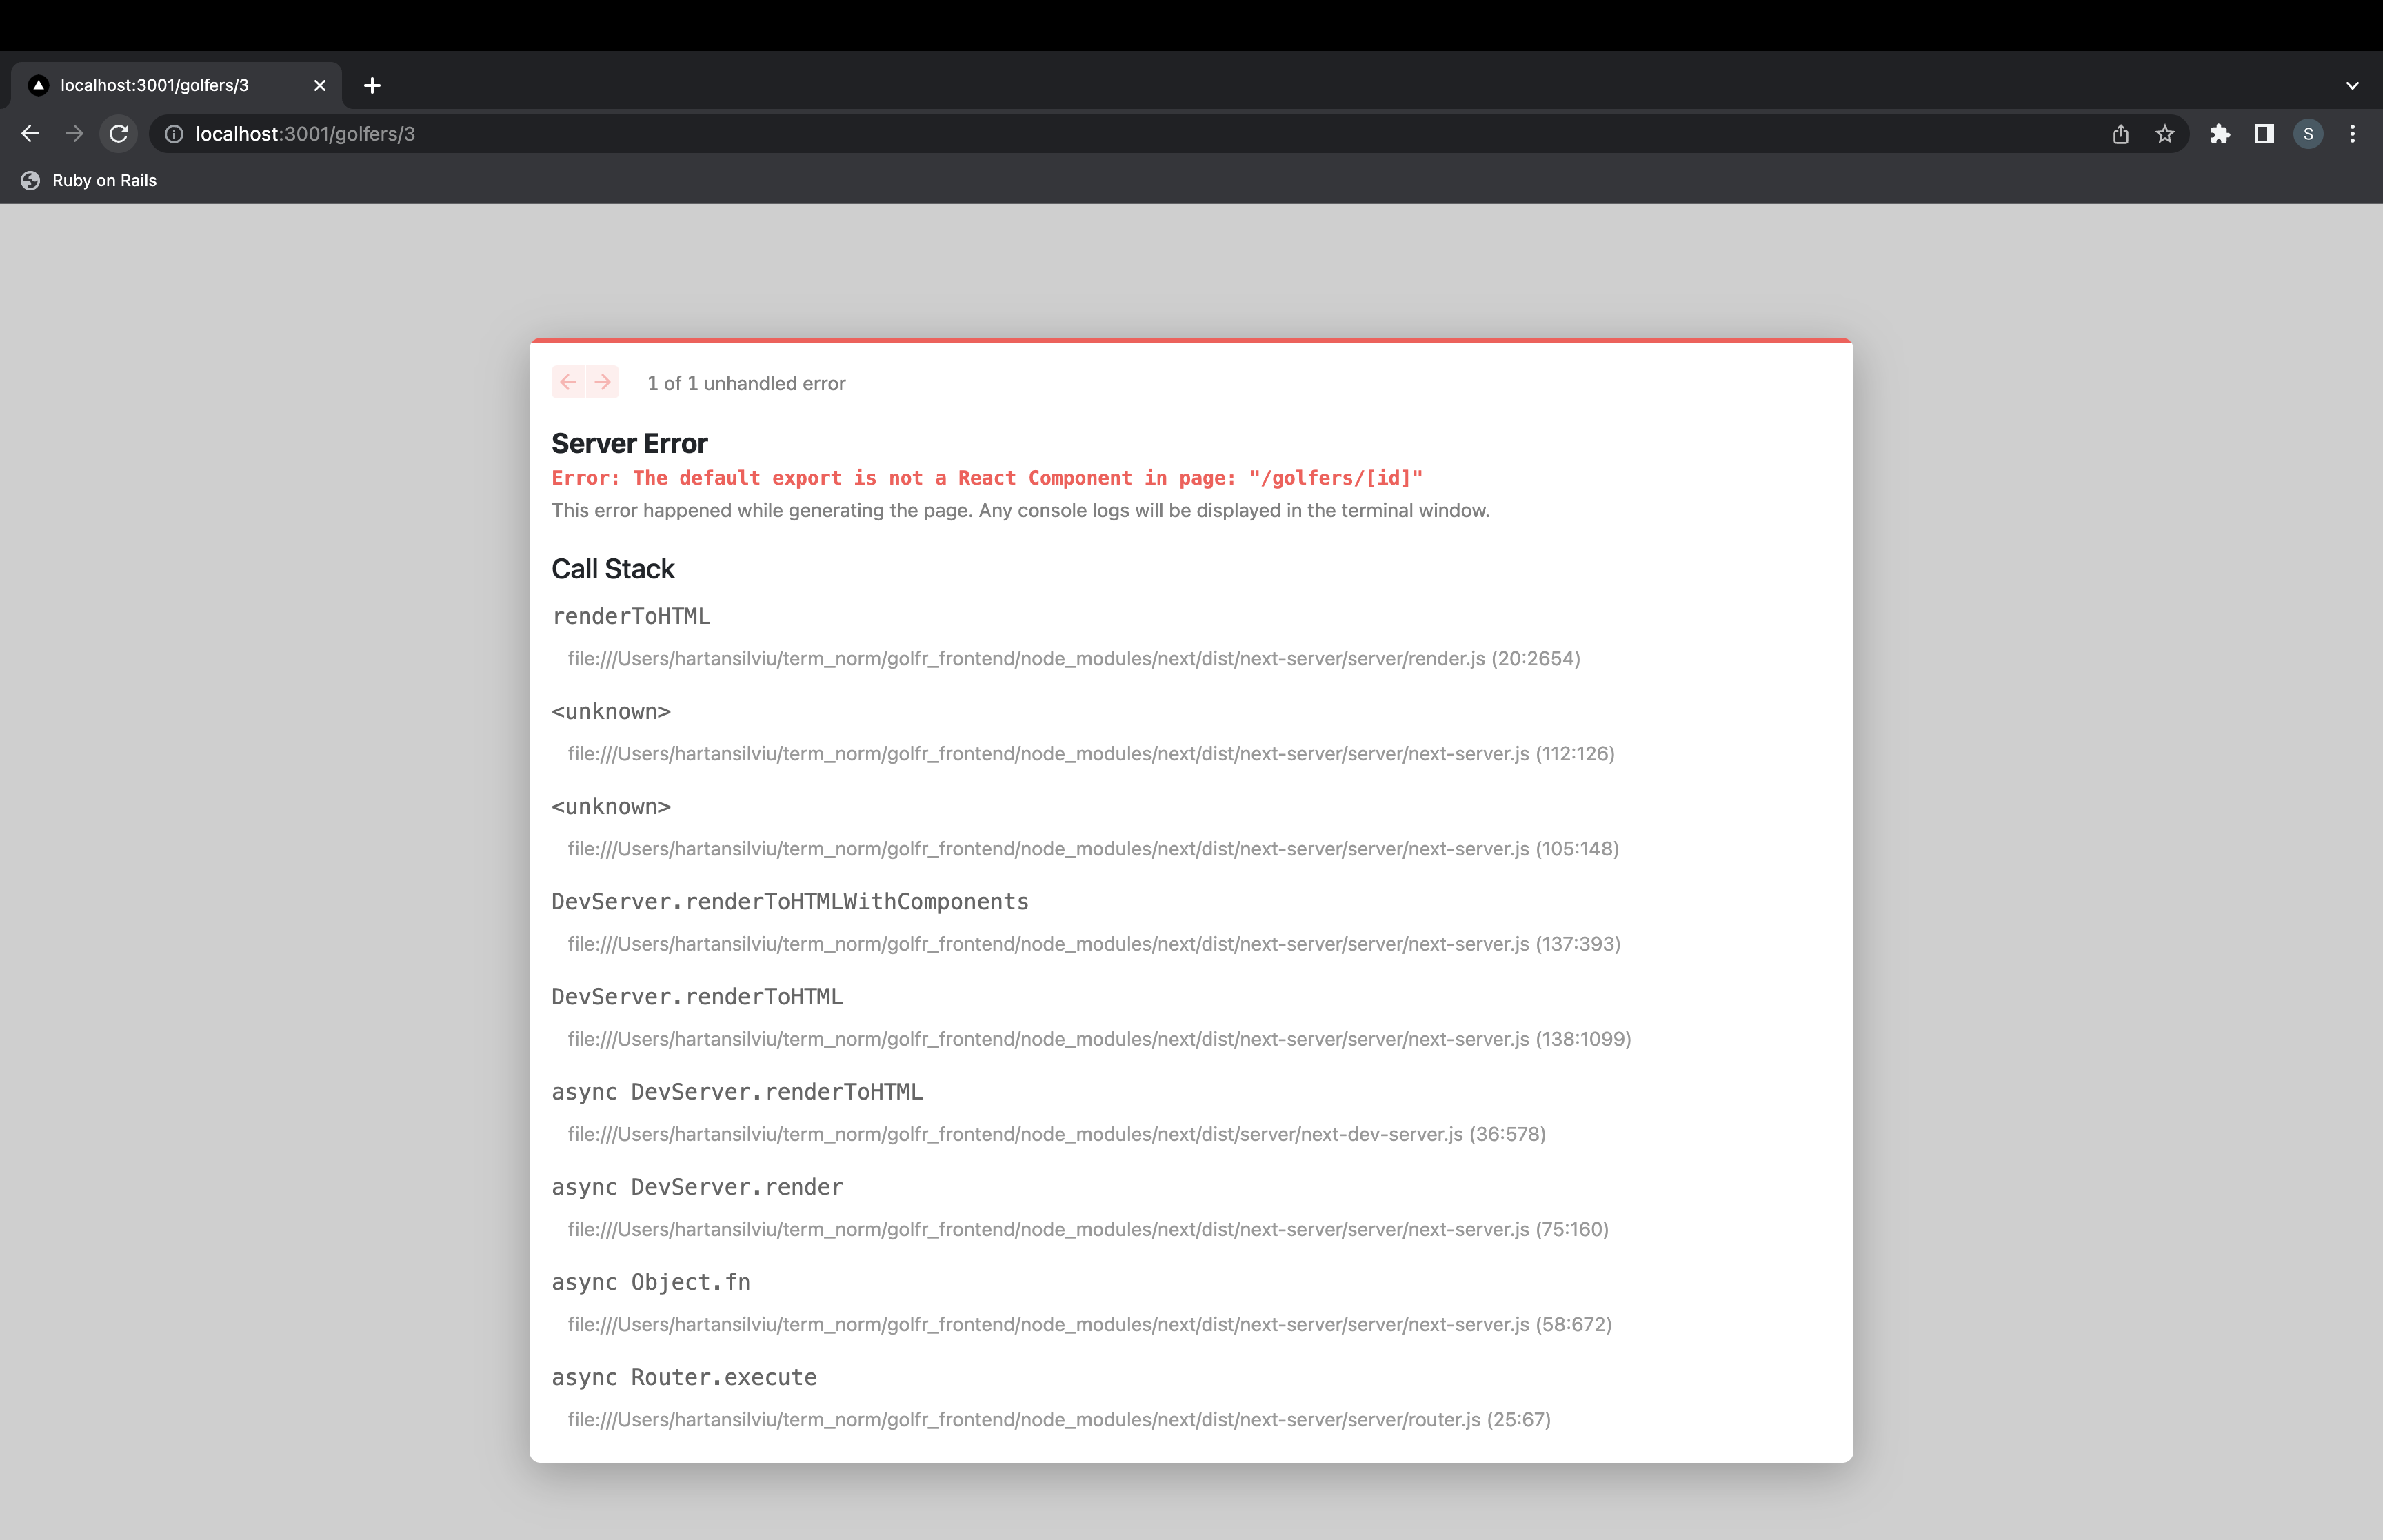 localhost:3001/golfers/3
localhost:3001/golfers/3
S
Ruby on Rails
1 of 1 unhandled error
Server Error
Error: The default export is not a React Component in page: "/golfers/[id]"
This error happened while generating the page. Any console logs will be displayed in the terminal window.
Call Stack
renderToHTML
file:///Users/hartansilviu/term_norm/golfr_frontend/node_modules/next/dist/next-server/server/render.js (20:2654)
<unknown>
file:///Users/hartansilviu/term_norm/golfr_frontend/node_modules/next/dist/next-server/server/next-server.js (112:126)
<unknown>
file:///Users/hartansilviu/term_norm/golfr_frontend/node_modules/next/dist/next-server/server/next-server.js (105:148)
DevServer.renderToHTMLWithComponents
file:///Users/hartansilviu/term_norm/golfr_frontend/node_modules/next/dist/next-server/server/next-server.js (137:393)
DevServer.renderToHTML
file:///Users/hartansilviu/term_norm/golfr_frontend/node_modules/next/dist/next-server/server/next-server.js (138:1099)
async DevServer.renderToHTML
file:///Users/hartansilviu/term_norm/golfr_frontend/node_modules/next/dist/server/next-dev-server.js (36:578)
async DevServer.render
file:///Users/hartansilviu/term_norm/golfr_frontend/node_modules/next/dist/next-server/server/next-server.js (75:160)
async Object.fn
file:///Users/hartansilviu/term_norm/golfr_frontend/node_modules/next/dist/next-server/server/next-server.js (58:672)
async Router.execute
file:///Users/hartansilviu/term_norm/golfr_frontend/node_modules/next/dist/next-server/server/router.js (25:67)